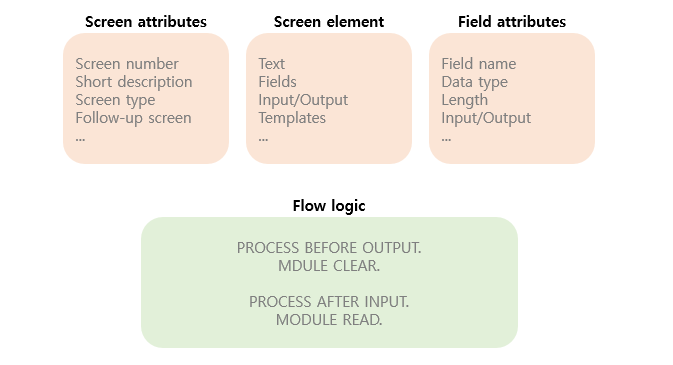 Screen attributes
Screen number
Short description
Screen type
Follow-up screen
...
Screen element
Text
Fields
Input/Output
Templates
...
Field attributes
Field name
Data type
Length
Input/Output
...
Flow logic
PROCESS BEFORE OUTPUT.
MDULE CLEAR.
PROCESS AFTER INPUT.
MODULE READ.